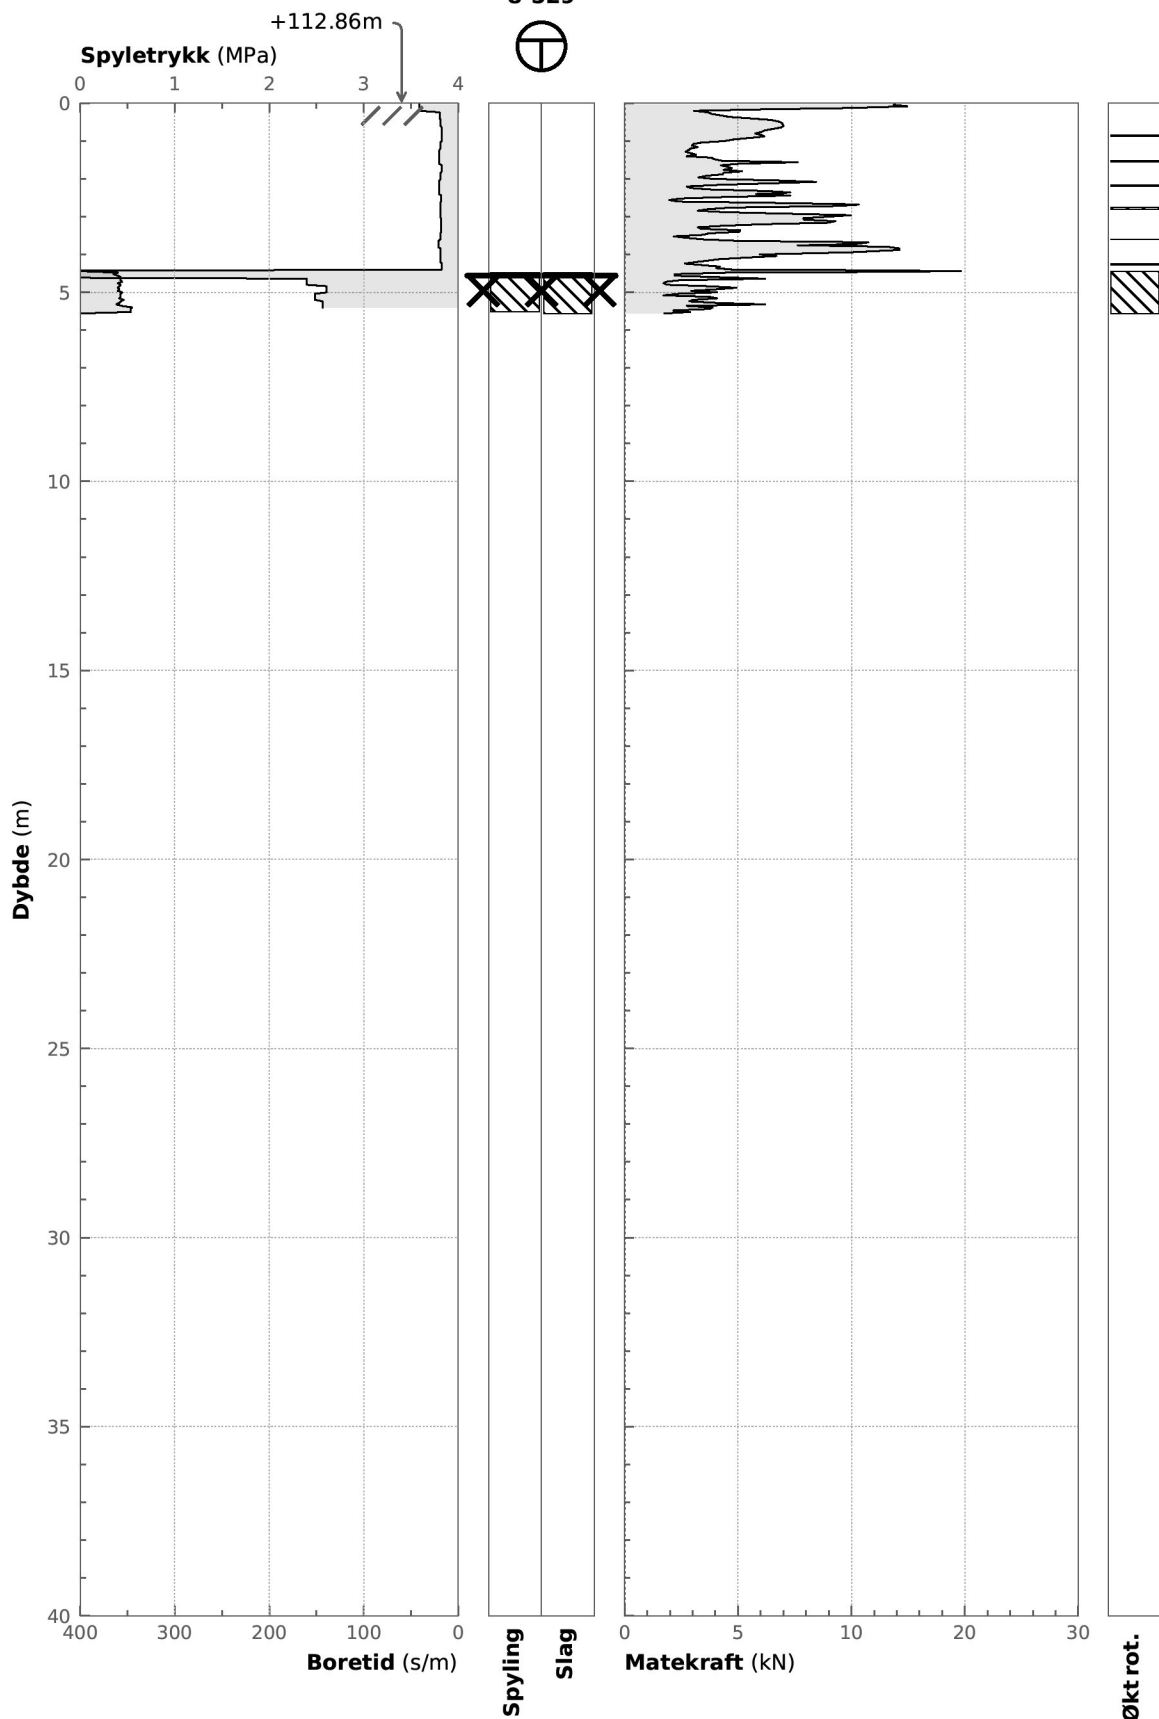 +112.86m
Spyletrykk (MPa)
0 1 2 3 4
0
5
10
15
20
25
30
35
40
Dybde (m)
400 300 200 100 0
Boretid (s/m)
Spyling
Slag
0 5 10 20 30
Matekraft (kN)
Økt rot.